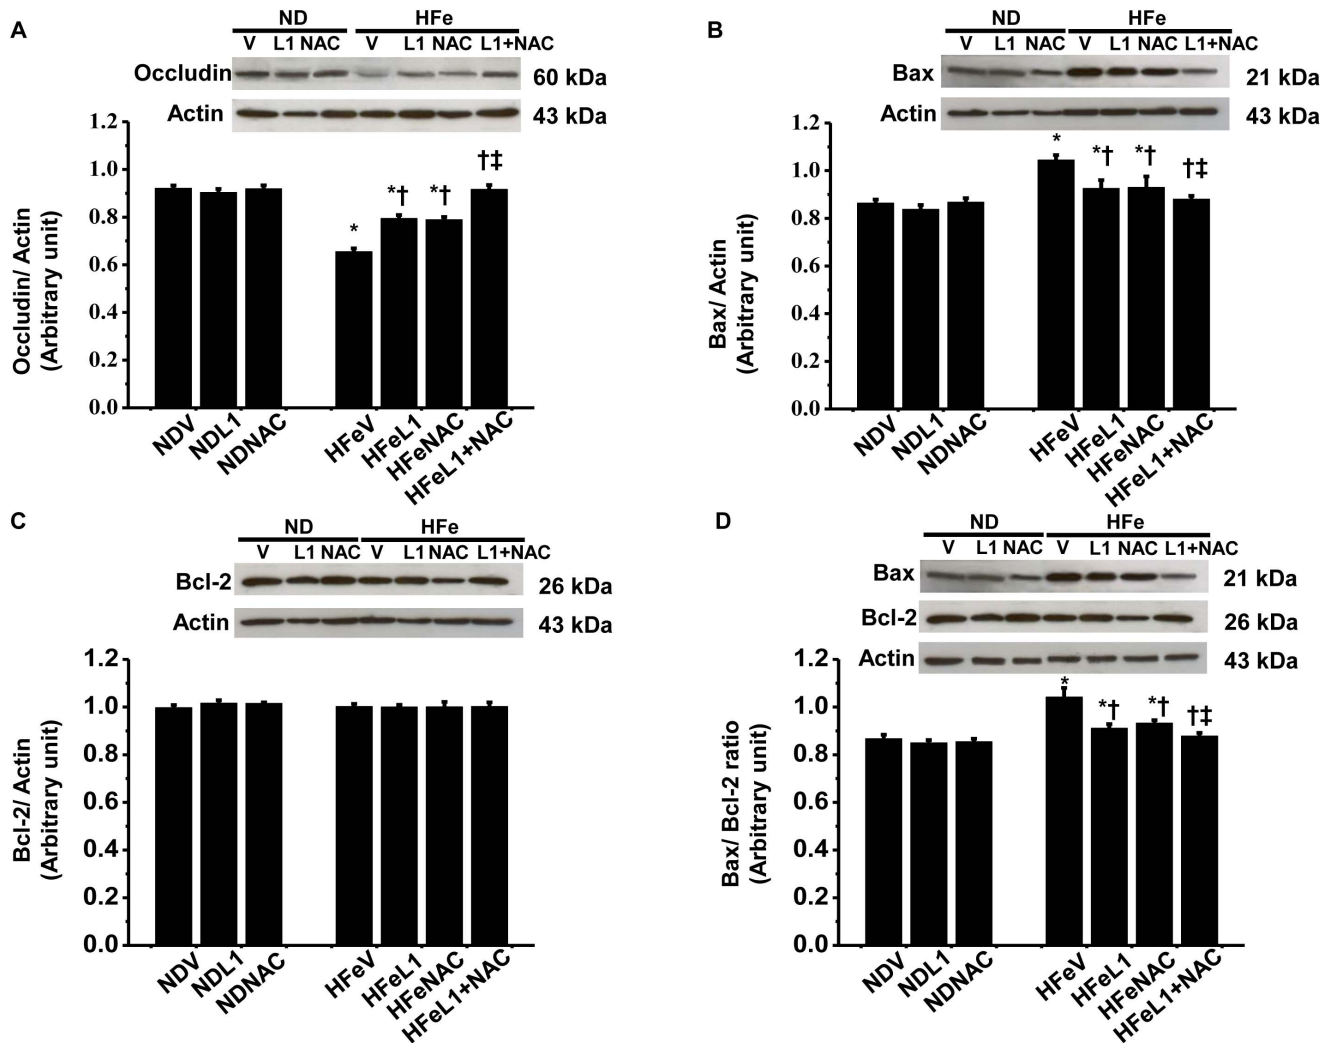 A
ND HFe
V L1 NAC V L1 NAC L1+NAC
Occludin 60 kDa
Actin 43 kDa
Occludin/ Actin
(Arbitrary unit)
1.2
1.0
0.8
0.6
0.4
0.2
0.0
*
*†
*†
†‡
NDV NDL1 NDNAC HFeV HFeL1 HFeNAC HFeL1+NAC
B
ND HFe
V L1 NAC V L1 NAC L1+NAC
Bax 21 kDa
Actin 43 kDa
Bax/ Actin
(Arbitrary unit)
1.2
1.0
0.8
0.6
0.4
0.2
0.0
*
*†
*†
†‡
NDV NDL1 NDNAC HFeV HFeL1 HFeNAC HFeL1+NAC
C
ND HFe
V L1 NAC V L1 NAC L1+NAC
Bcl-2 26 kDa
Actin 43 kDa
Bcl-2/ Actin
(Arbitrary unit)
1.2
1.0
0.8
0.6
0.4
0.2
0.0
NDV NDL1 NDNAC HFeV HFeL1 HFeNAC HFeL1+NAC
D
ND HFe
V L1 NAC V L1 NAC L1+NAC
Bax 21 kDa
Bcl-2 26 kDa
Actin 43 kDa
Bax/ Bcl-2 ratio
(Arbitrary unit)
1.2
1.0
0.8
0.6
0.4
0.2
0.0
*
*†
*†
†‡
NDV NDL1 NDNAC HFeV HFeL1 HFeNAC HFeL1+NAC